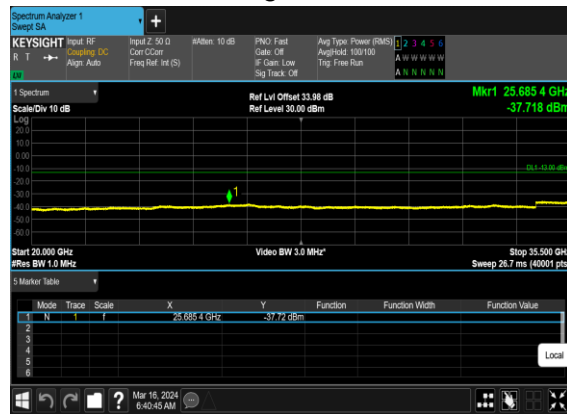 Spectrum Analyzer 1
Swept SA
KEYSIGHT
R T
LW
Input: RF
Coupling: DC
Align: Auto
Input Z: 50 Ω
Corr CCorr
Freq Ref: Int (S)
#Atten: 10 dB
PNO: Fast
Gate: Off
IF Gain: Low
Sig Track: Off
Avg Type: Power (RMS)
Avg|Hold: 100/100
Trig: Free Run
1 2 3 4 5 6
A W W W W W
A N N N N N
1 Spectrum
Scale/Div 10 dB
Ref Lvl Offset 33.98 dB
Ref Level 30.00 dBm
Mkr1 25.685 4 GHz
-37.718 dBm
Log
20.0
10.0
0.00
-10.0
-20.0
-30.0
-40.0
-50.0
-60.0
DL1 -13.00 dBm
1
Start 20.000 GHz
#Res BW 1.0 MHz
Video BW 3.0 MHz*
Stop 35.500 GHz
Sweep 26.7 ms (40001 pts
5 Marker Table
Mode Trace Scale X Y Function Function Width Function Value
1 N 1 f 25.685 4 GHz -37.72 dBm
2
3
4
5
6
Local
?
Mar 16, 2024
6:40:45 AM